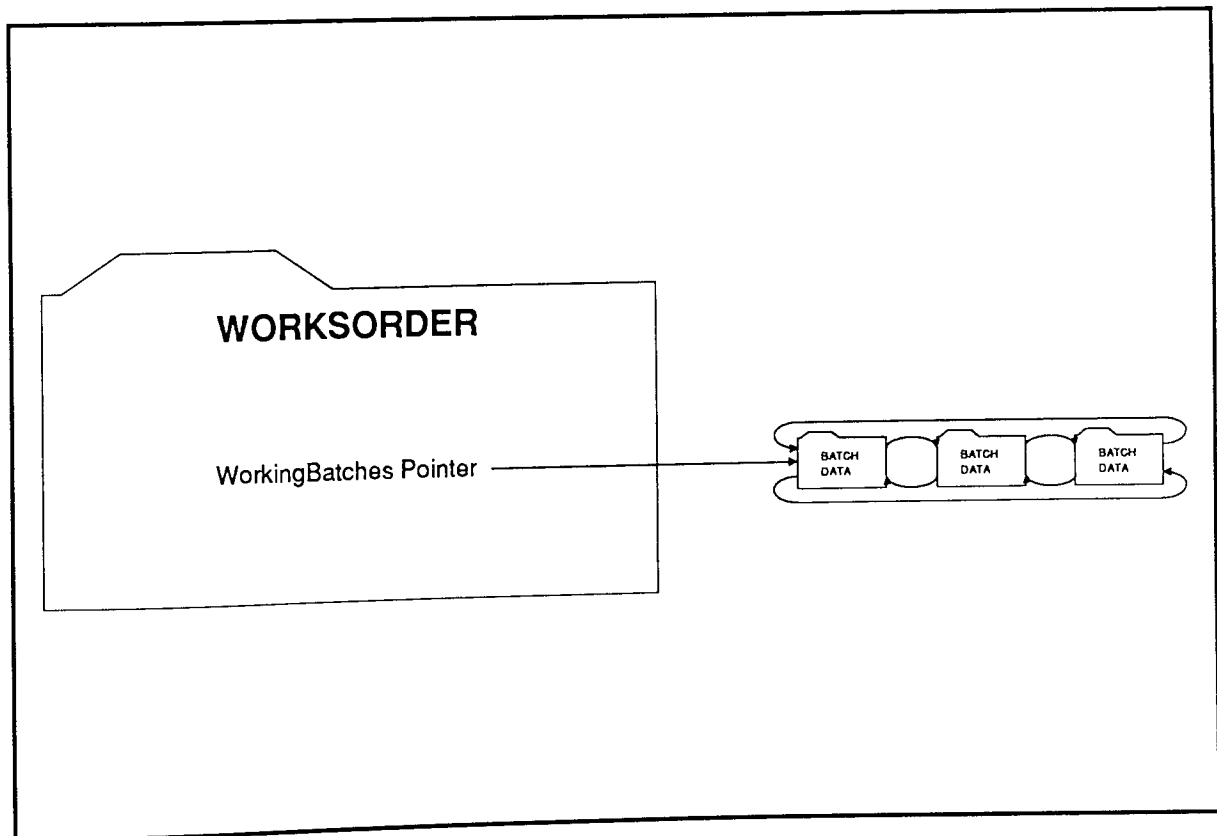 WORKSORDER
WorkingBatches Pointer
BATCH
DATA
BATCH
DATA
BATCH
DATA